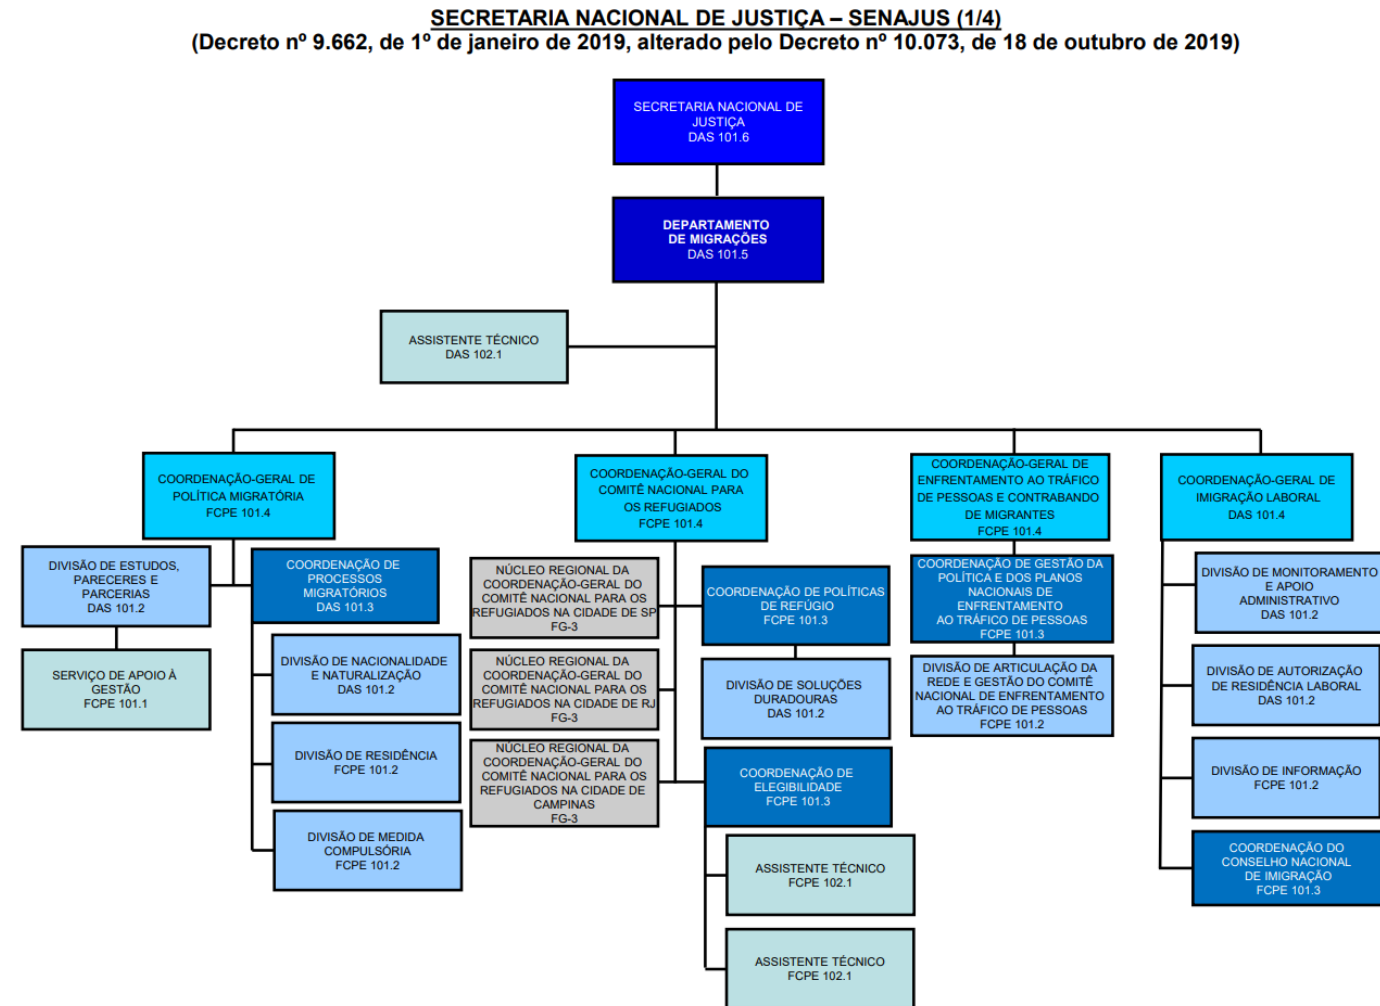 SECRETARIA NACIONAL DE JUSTIÇA – SENAJUS (1/4)
(Decreto nº 9.662, de 1º de janeiro de 2019, alterado pelo Decreto nº 10.073, de 18 de outubro de 2019)
SECRETARIA NACIONAL DE
JUSTIÇA
DAS 101.6
DEPARTAMENTO
DE MIGRAÇÕES
DAS 101.5
ASSISTENTE TÉCNICO
DAS 102.1
COORDENAÇÃO-GERAL DE
POLÍTICA MIGRATÓRIA
FCPE 101.4
DIVISÃO DE ESTUDOS,
PARECERES E
PARCERIAS
DAS 101.2
SERVIÇO DE APOIO À
GESTÃO
FCPE 101.1
COORDENAÇÃO DE
PROCESSOS
MIGRATÓRIOS
DAS 101.3
DIVISÃO DE NACIONALIDADE
E NATURALIZAÇÃO
DAS 101.2
DIVISÃO DE RESIDÊNCIA
FCPE 101.2
DIVISÃO DE MEDIDA
COMPULSÓRIA
FCPE 101.2
COORDENAÇÃO-GERAL DO
COMITÊ NACIONAL PARA
OS REFUGIADOS
FCPE 101.4
NÚCLEO REGIONAL DA
COORDENAÇÃO-GERAL DO
COMITÊ NACIONAL PARA OS
REFUGIADOS NA CIDADE DE SP
FG-3
NÚCLEO REGIONAL DA
COORDENAÇÃO-GERAL DO
COMITÊ NACIONAL PARA OS
REFUGIADOS NA CIDADE DE RJ
FG-3
NÚCLEO REGIONAL DA
COORDENAÇÃO-GERAL DO
COMITÊ NACIONAL PARA OS
REFUGIADOS NA CIDADE DE
CAMPINAS
FG-3
COORDENAÇÃO DE POLÍTICAS
DE REFÚGIO
FCPE 101.3
DIVISÃO DE SOLUÇÕES
DURADOURAS
DAS 101.2
COORDENAÇÃO DE
ELEGIBILIDADE
FCPE 101.3
ASSISTENTE TÉCNICO
FCPE 102.1
ASSISTENTE TÉCNICO
FCPE 102.1
COORDENAÇÃO-GERAL DE
ENFRENTAMENTO AO TRÁFICO
DE PESSOAS E CONTRABANDO
DE MIGRANTES
FCPE 101.4
COORDENAÇÃO DE GESTÃO DA
POLÍTICA E DOS PLANOS
NACIONAIS DE
ENFRENTAMENTO
AO TRÁFICO DE PESSOAS
FCPE 101.3
DIVISÃO DE ARTICULAÇÃO DA
REDE E GESTÃO DO COMITÊ
NACIONAL DE ENFRENTAMENTO
AO TRÁFICO DE PESSOAS
FCPE 101.2
COORDENAÇÃO-GERAL DE
IMIGRAÇÃO LABORAL
DAS 101.4
DIVISÃO DE MONITORAMENTO
E APOIO
ADMINISTRATIVO
DAS 101.2
DIVISÃO DE AUTORIZAÇÃO
DE RESIDÊNCIA LABORAL
DAS 101.2
DIVISÃO DE INFORMAÇÃO
FCPE 101.2
COORDENAÇÃO DO
CONSELHO NACIONAL
DE IMIGRAÇÃO
FCPE 101.3